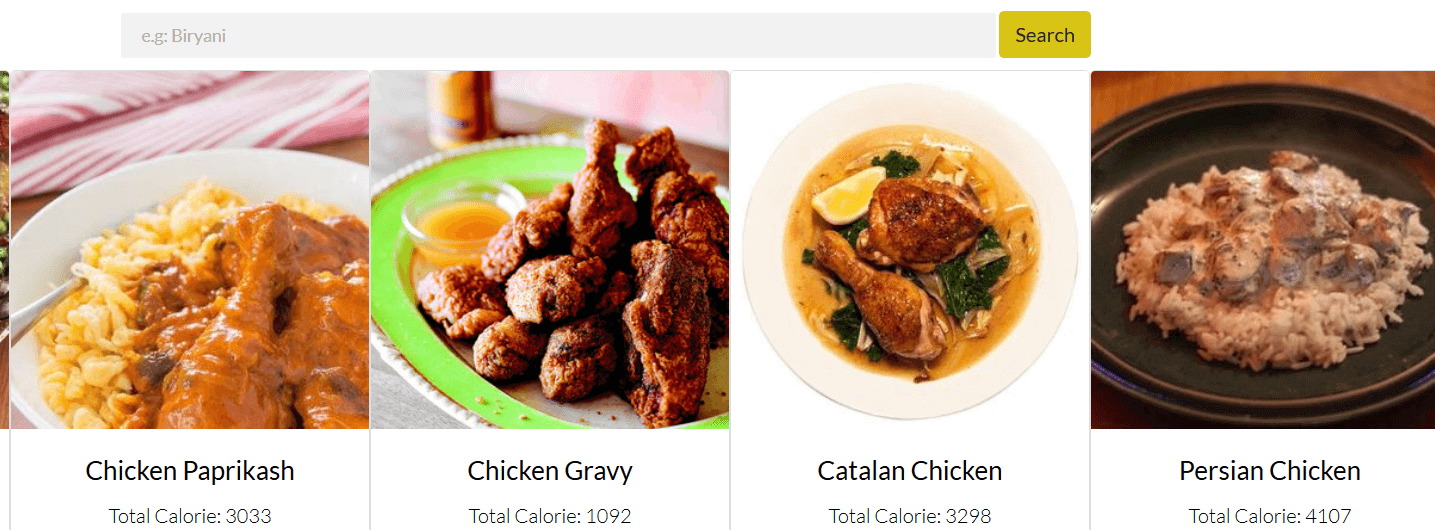 e.g: Biryani
Search
Chicken Paprikash
Total Calorie: 3033
Chicken Gravy
Total Calorie: 1092
Catalan Chicken
Total Calorie: 3298
Persian Chicken
Total Calorie: 4107